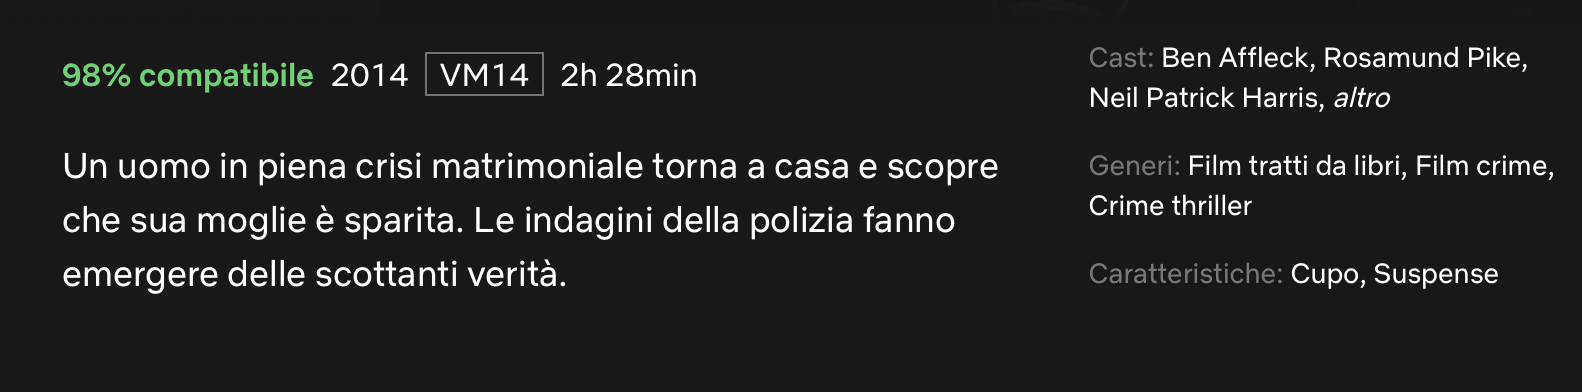 98% compatibile 2014 VM14 2h 28min
Un uomo in piena crisi matrimoniale torna a casa e scopre
che sua moglie è sparita. Le indagini della polizia fanno
emergere delle scottanti verità.
Cast: Ben Affleck, Rosamund Pike,
Neil Patrick Harris, altro
Generi: Film tratti da libri, Film crime,
Crime thriller
Caratteristiche: Cupo, Suspense